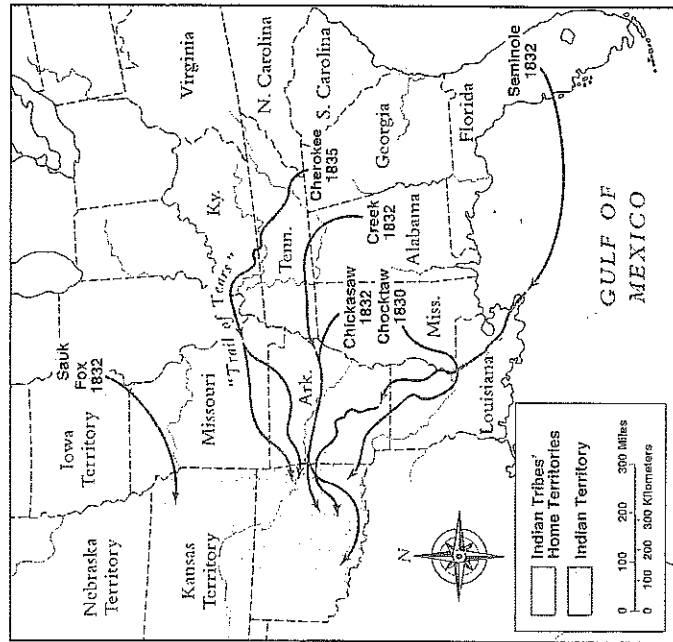 Nebraska
Territory
Iowa
Territory
Sauk
Fox
1832
Kansas
Territory
Missouri
"Trail of Tears"
Ky.
Virginia
N. Carolina
Tenn.
Cherokee
1835
S. Carolina
Ark.
Chickasaw
1832
Chocktaw
1830
Creek
1832
Georgia
Alabama
Miss.
Louisiana
Florida
Seminole
1832
GULF OF
MEXICO
N
Indian Tribes'
Home Territories
Indian Territory
0 100 200 300 Miles
0 100 200 300 Kilometers